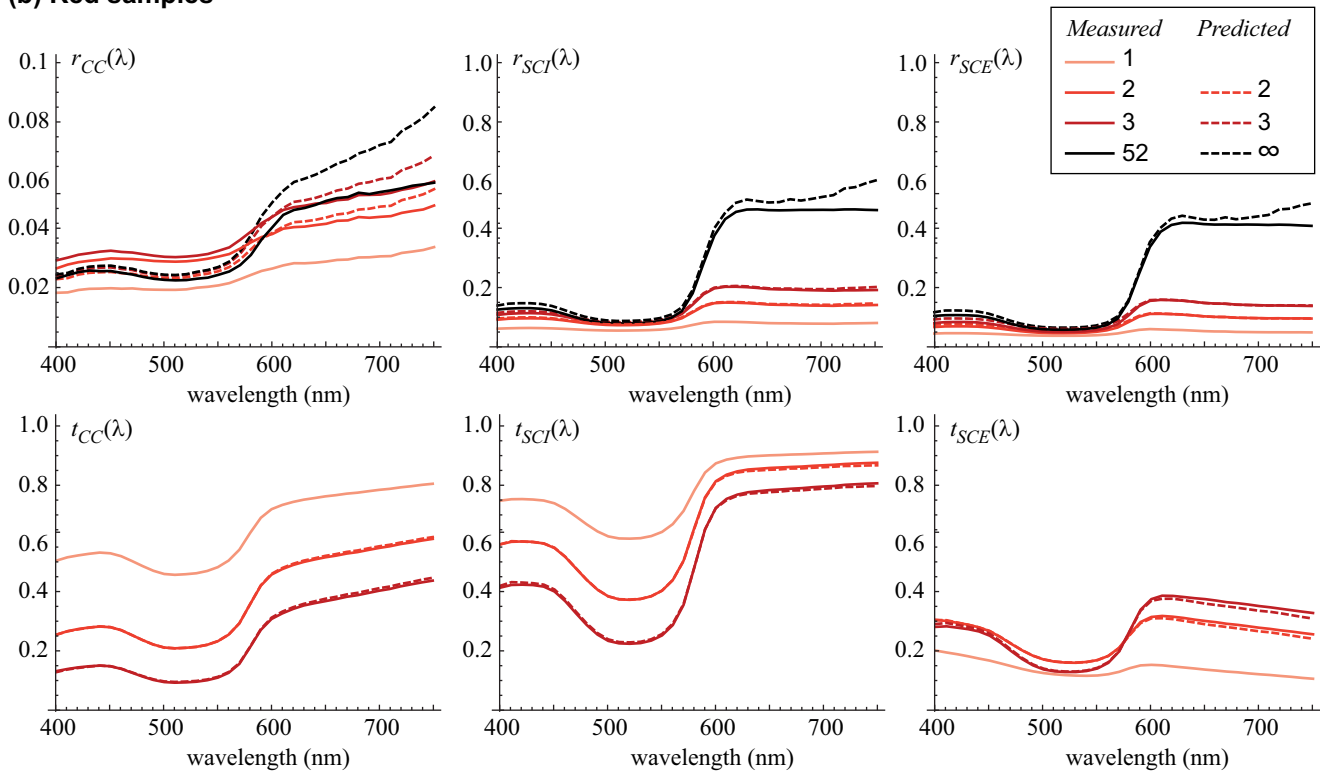 (b) Red samples
Measured Predicted
1
2 2
3 3
52 ∞
r_CC(λ) r_SCI(λ) r_SCE(λ)
0.1 1.0 1.0
0.08 0.8 0.8
0.06 0.6 0.6
0.04 0.4 0.4
0.02 0.2 0.2
400 500 600 700 400 500 600 700 400 500 600 700
wavelength (nm) wavelength (nm) wavelength (nm)
t_CC(λ) t_SCI(λ) t_SCE(λ)
1.0 1.0 1.0
0.8 0.8 0.8
0.6 0.6 0.6
0.4 0.4 0.4
0.2 0.2 0.2
400 500 600 700 400 500 600 700 400 500 600 700
wavelength (nm) wavelength (nm) wavelength (nm)